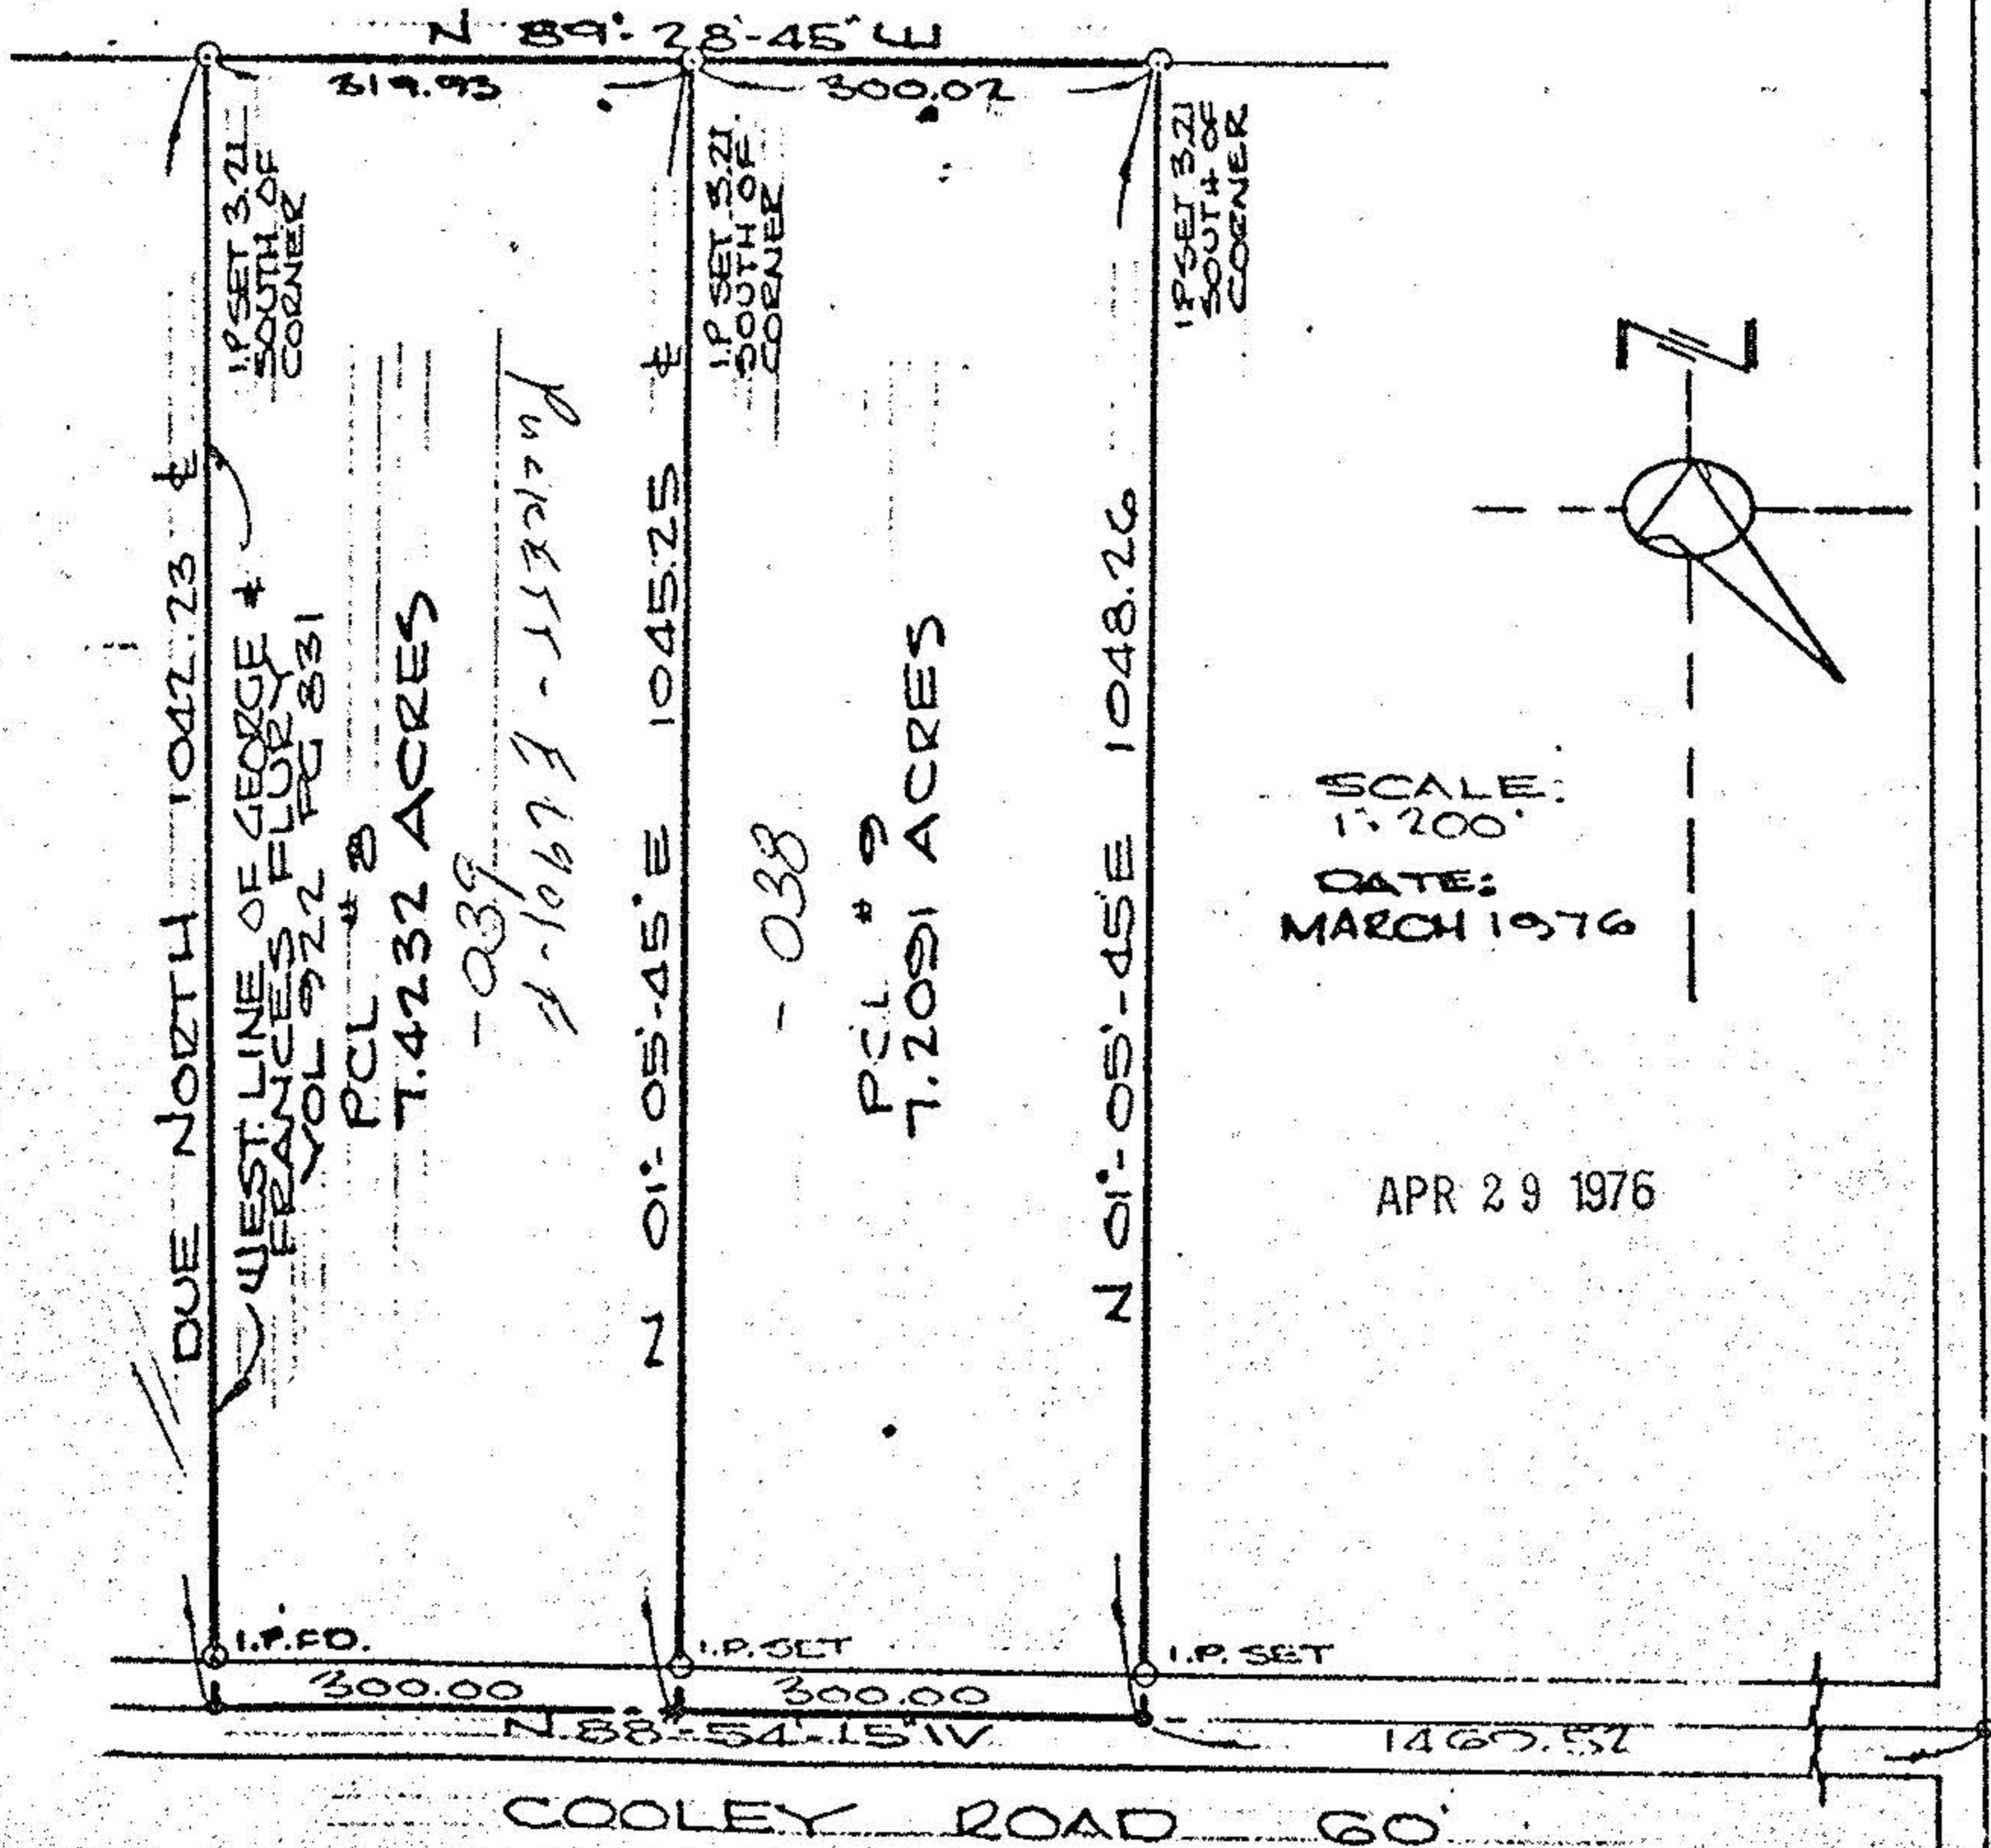 N 89°-28'-45" W
319.93
300.02
I.P. SET 3.21
SOUTH OF
CORNER
I.P. SET 3.21
SOUTH OF
CORNER
I.P. SET 3.21
SOUTH OF
CORNER
N
DUE NORTH 1042.23 ℄
WEST LINE OF GEORGE &
FRANCES FLURY
VOL 922 PG 831
PCL # 8
7.4232 ACRES
-039
N 01°-05'-45" E 1045.25 ℄
-038
PCL # 9
7.2091 ACRES
N 01°-05'-45" E 1048.26
SCALE:
1": 200'
DATE:
MARCH 1976
APR 29 1976
I.P. FD.
I.P. SET
I.P. SET
300.00
300.00
N 88°-54'-15" W
COOLEY ROAD 60'